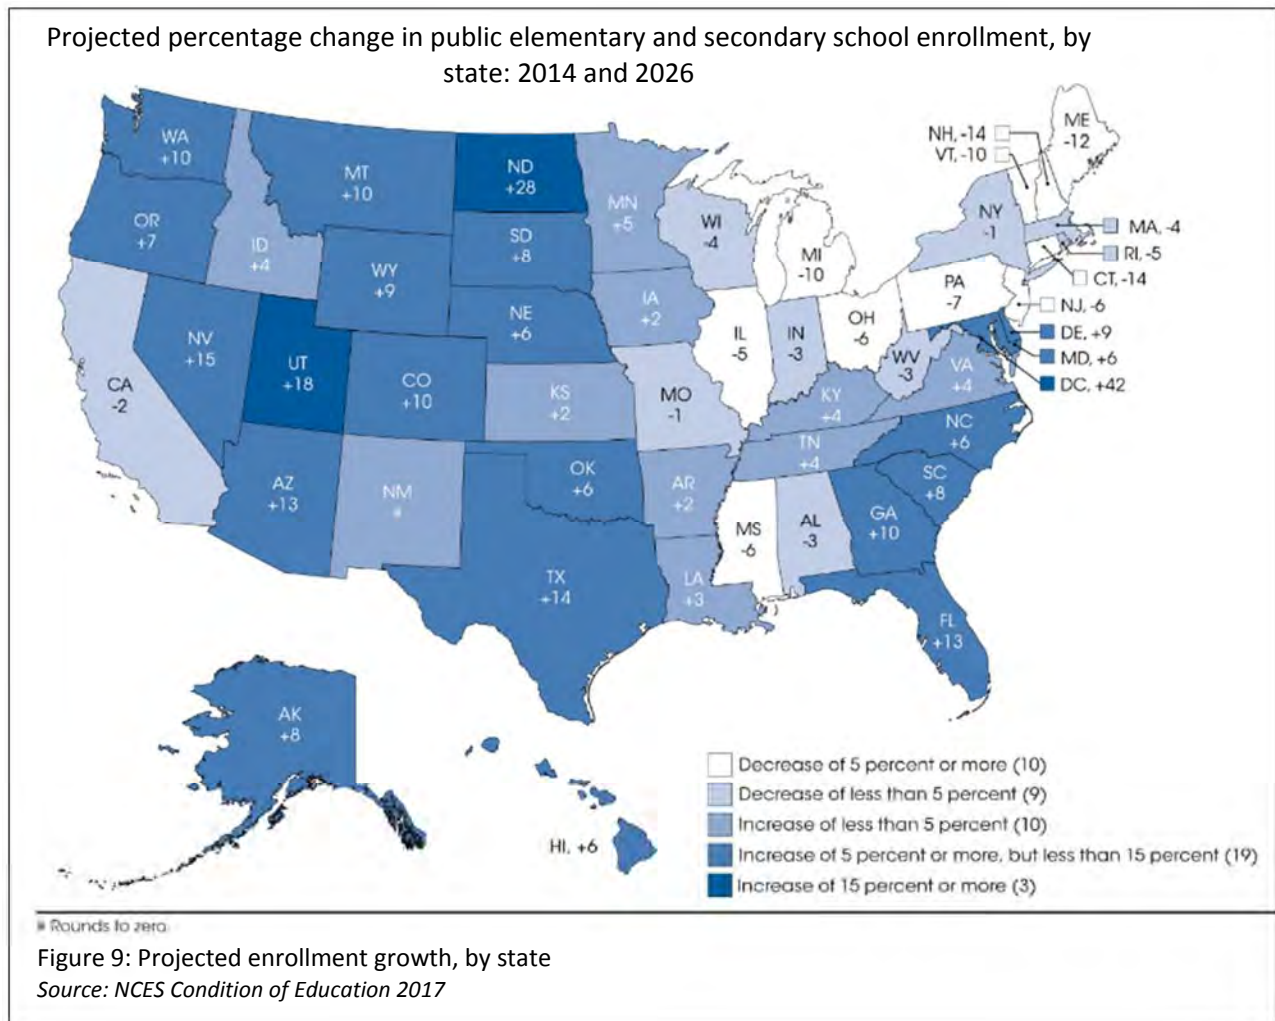 Projected percentage change in public elementary and secondary school enrollment, by
state: 2014 and 2026
WA
+10
OR
+7
ID
+4
MT
+10
ND
+28
MN
+5
SD
+8
WY
+9
NE
+6
IA
+2
WI
-4
MI
-10
NH, -14
VT, -10
ME
-12
NY
-1
MA, -4
RI, -5
CT, -14
PA
-7
NJ, -6
DE, +9
MD, +6
DC, +42
CA
-2
NV
+15
UT
+18
CO
+10
KS
+2
MO
-1
IL
-5
IN
-3
OH
-6
WV
-3
VA
+4
KY
+4
NC
+6
TN
+4
SC
+8
AZ
+13
NM
#
OK
+6
AR
+2
MS
-6
AL
-3
GA
+10
TX
+14
LA
+3
FL
+13
AK
+8
HI, +6
Decrease of 5 percent or more (10)
Decrease of less than 5 percent (9)
Increase of less than 5 percent (10)
Increase of 5 percent or more, but less than 15 percent (19)
Increase of 15 percent or more (3)
# Rounds to zero.
Figure 9: Projected enrollment growth, by state
Source: NCES Condition of Education 2017